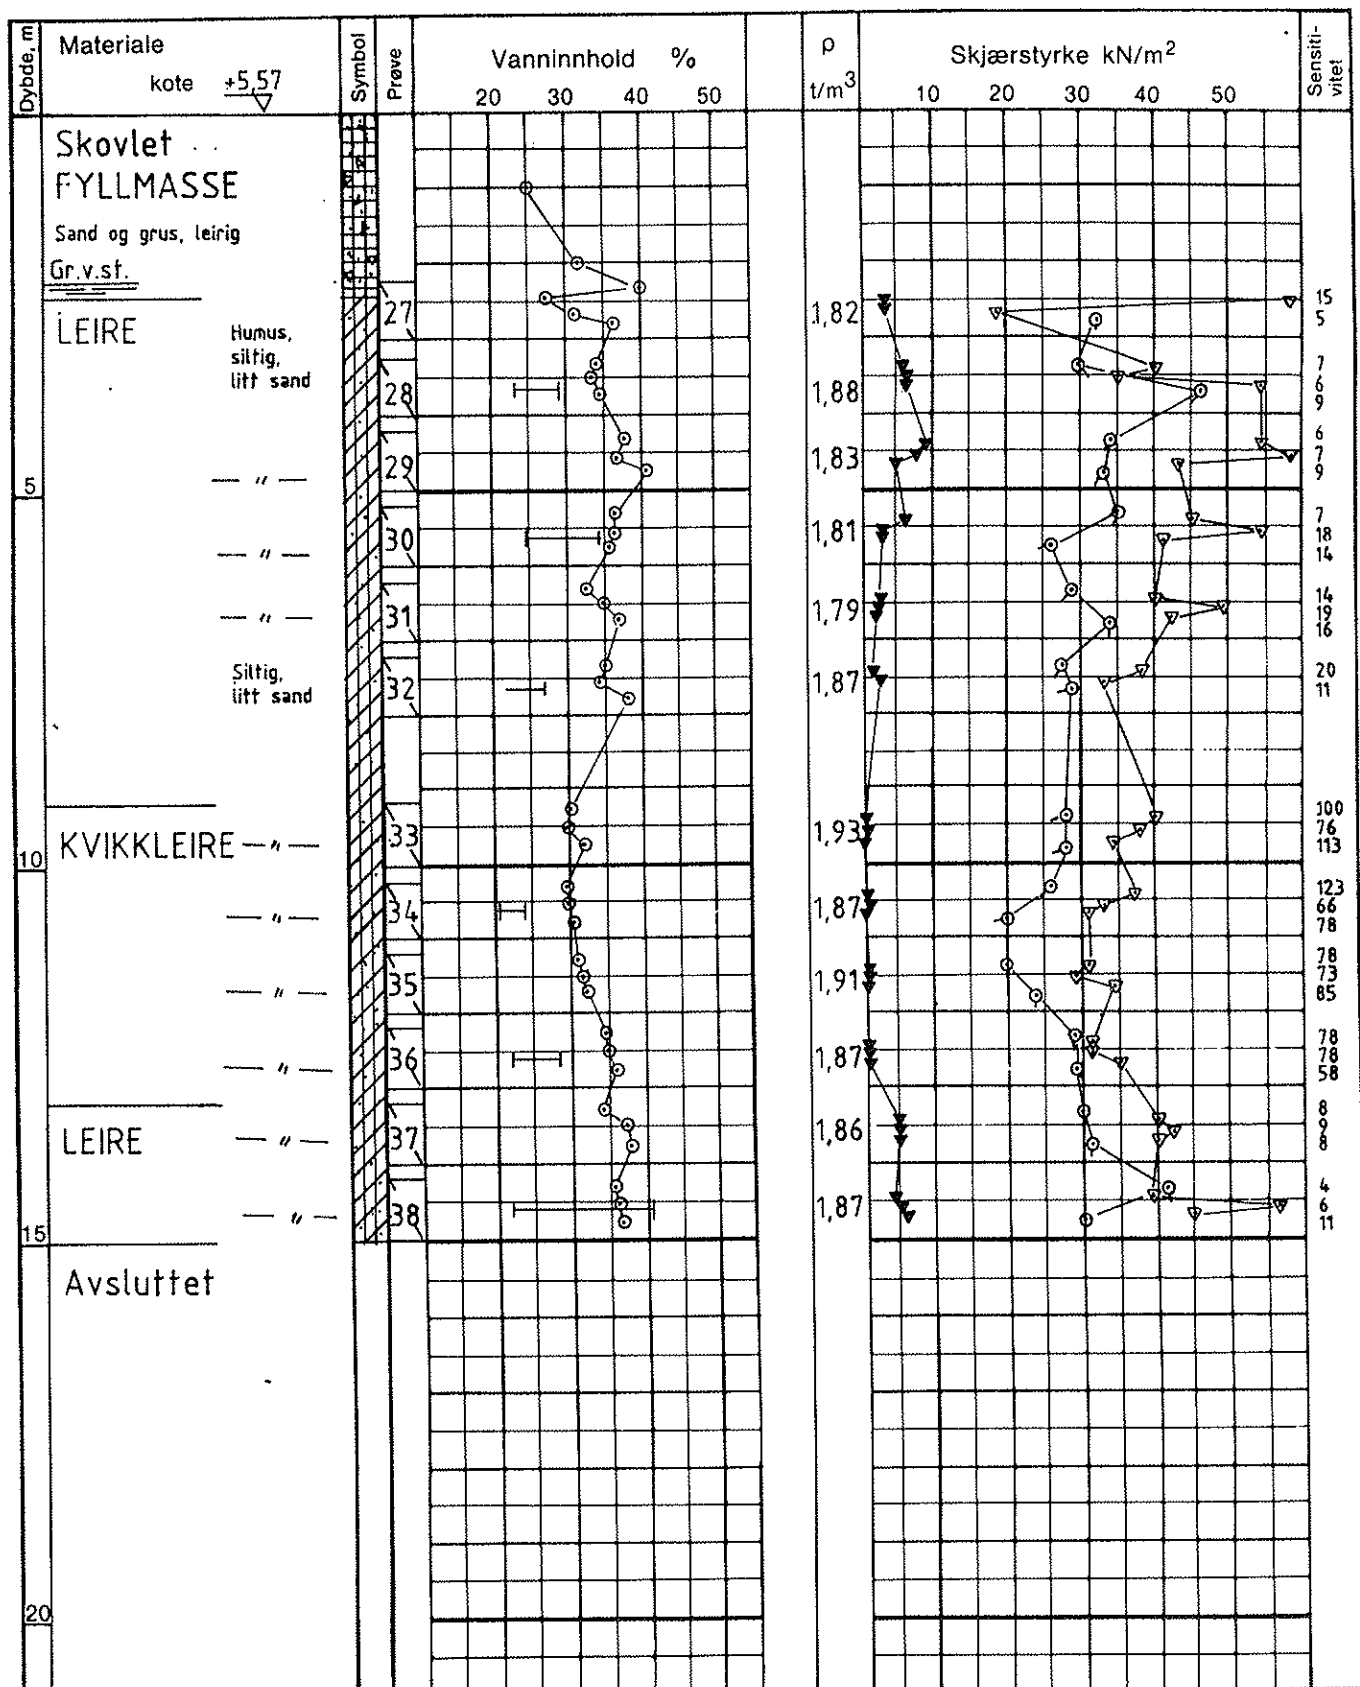 Dybde, m
Materiale
kote +5,57
Symbol
Prøve
Vanninnhold %
20 30 40 50
ρ
t/m³
Skjærstyrke kN/m²
10 20 30 40 50
Sensiti-
vitet
Skovlet
FYLLMASSE
Sand og grus, leirig
Gr.v.st.
LEIRE
Humus,
siltig,
litt sand
27 1,82 15
5
28 1,88 7
6
9
29 1,83 6
7
9
— " —
5
30 1,81 7
18
14
— " —
31 1,79 14
19
16
— " —
Siltig,
litt sand
32 1,87 20
11
KVIKKLEIRE — " —
33 1,93 100
76
113
10
34 1,87 123
66
78
— " —
35 1,91 78
73
85
— " —
36 1,87 78
78
58
— " —
LEIRE — " —
37 1,86 8
9
8
38 1,87 4
6
11
— " —
15
Avsluttet
20